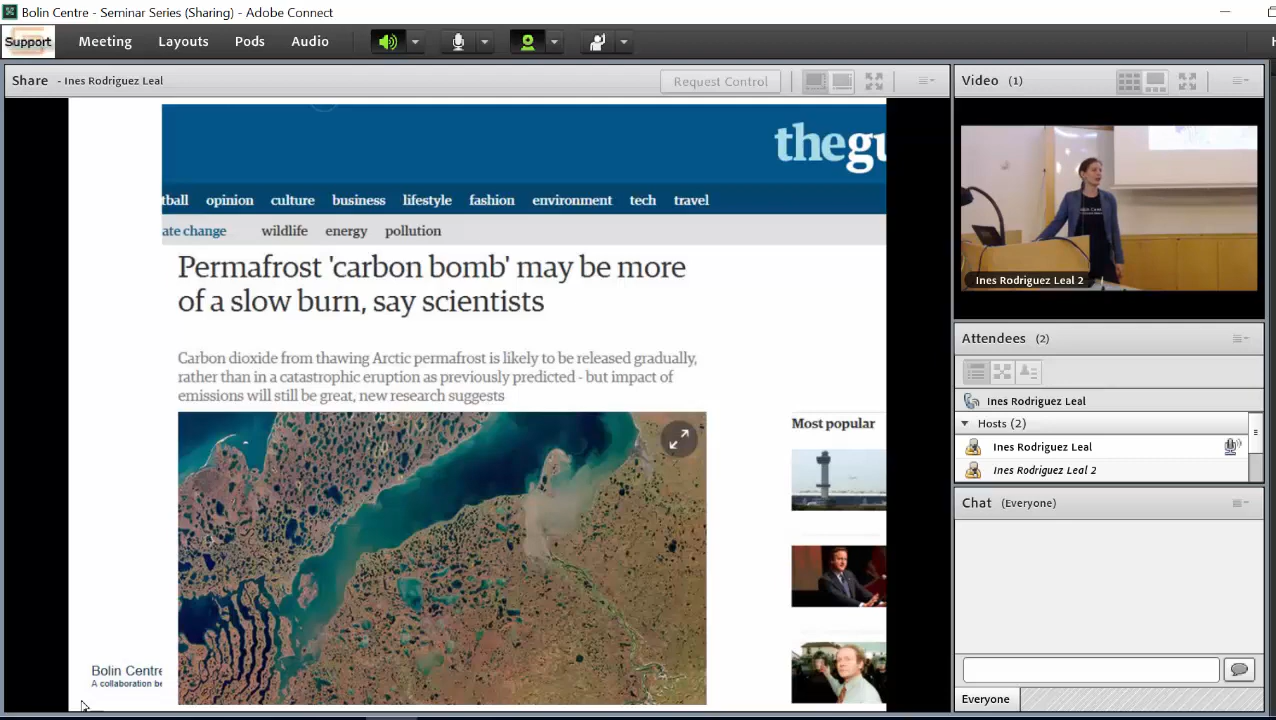 Bolin Centre - Seminar Series (Sharing) - Adobe Connect
Support Meeting Layouts Pods Audio
Share - Ines Rodriguez Leal
Request Control
thegu
tball opinion culture business lifestyle fashion environment tech travel
ate change wildlife energy pollution
Permafrost 'carbon bomb' may be more
of a slow burn, say scientists
Carbon dioxide from thawing Arctic permafrost is likely to be released gradually,
rather than in a catastrophic eruption as previously predicted - but impact of
emissions will still be great, new research suggests
Most popular
Bolin Centre
A collaboration be
Video (1)
Bolin Centre
Ines Rodriguez Leal 2
Attendees (2)
Ines Rodriguez Leal
Hosts (2)
Ines Rodriguez Leal
Ines Rodriguez Leal 2
Chat (Everyone)
Everyone